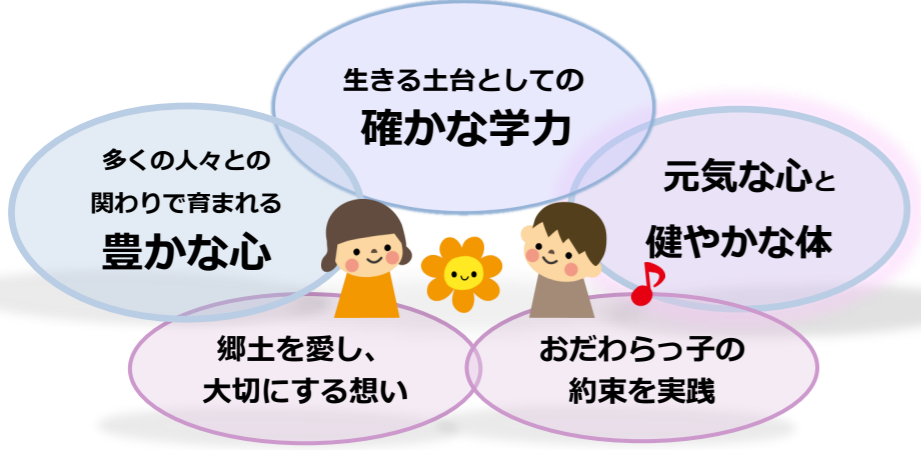 生きる土台としての
確かな学力
多くの人々との
関わりで育まれる
豊かな心
元気な心と
健やかな体
郷土を愛し、
大切にする想い
おだわらっ子の
約束を実践